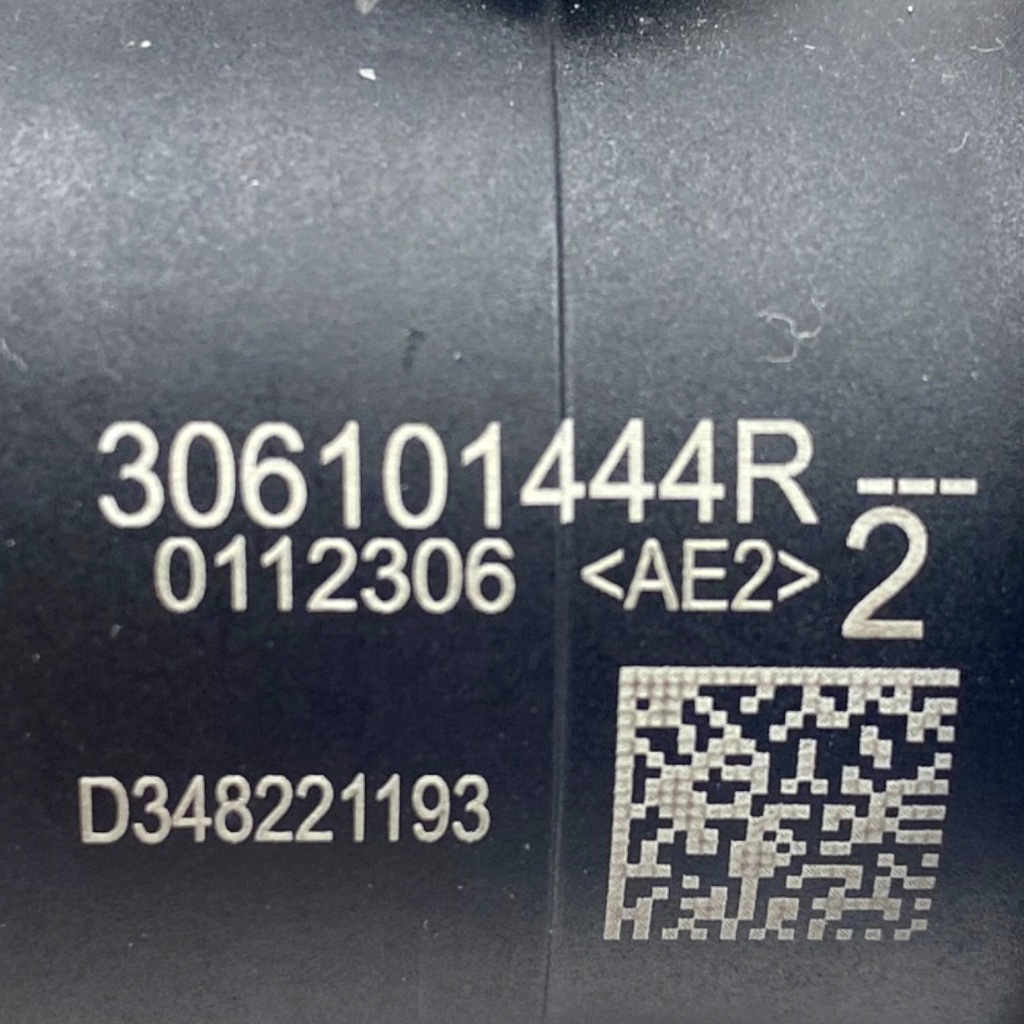 306101444R ---
0112306 <AE2> 2
D348221193